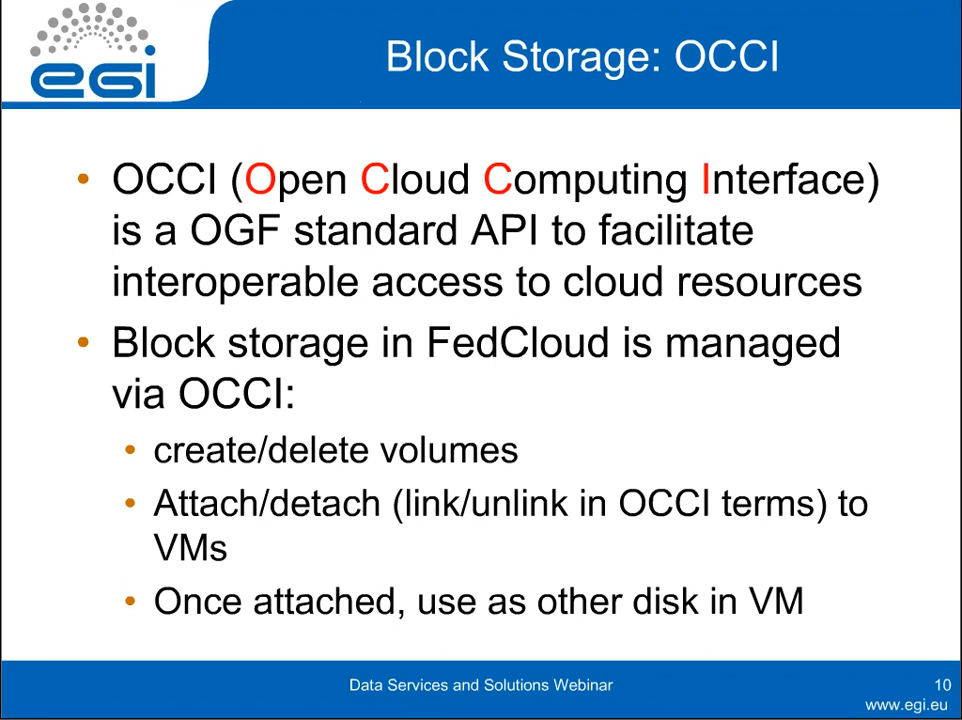 egi
Block Storage: OCCI
• OCCI (Open Cloud Computing Interface)
is a OGF standard API to facilitate
interoperable access to cloud resources
• Block storage in FedCloud is managed
via OCCI:
• create/delete volumes
• Attach/detach (link/unlink in OCCI terms) to
VMs
• Once attached, use as other disk in VM
Data Services and Solutions Webinar
10
www.egi.eu